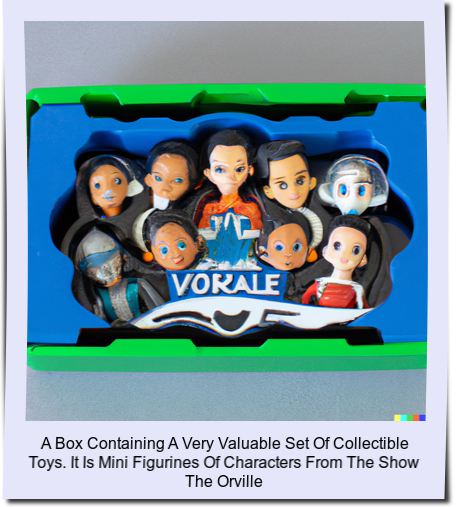 VORALE
A Box Containing A Very Valuable Set Of Collectible
Toys. It Is Mini Figurines Of Characters From The Show
The Orville